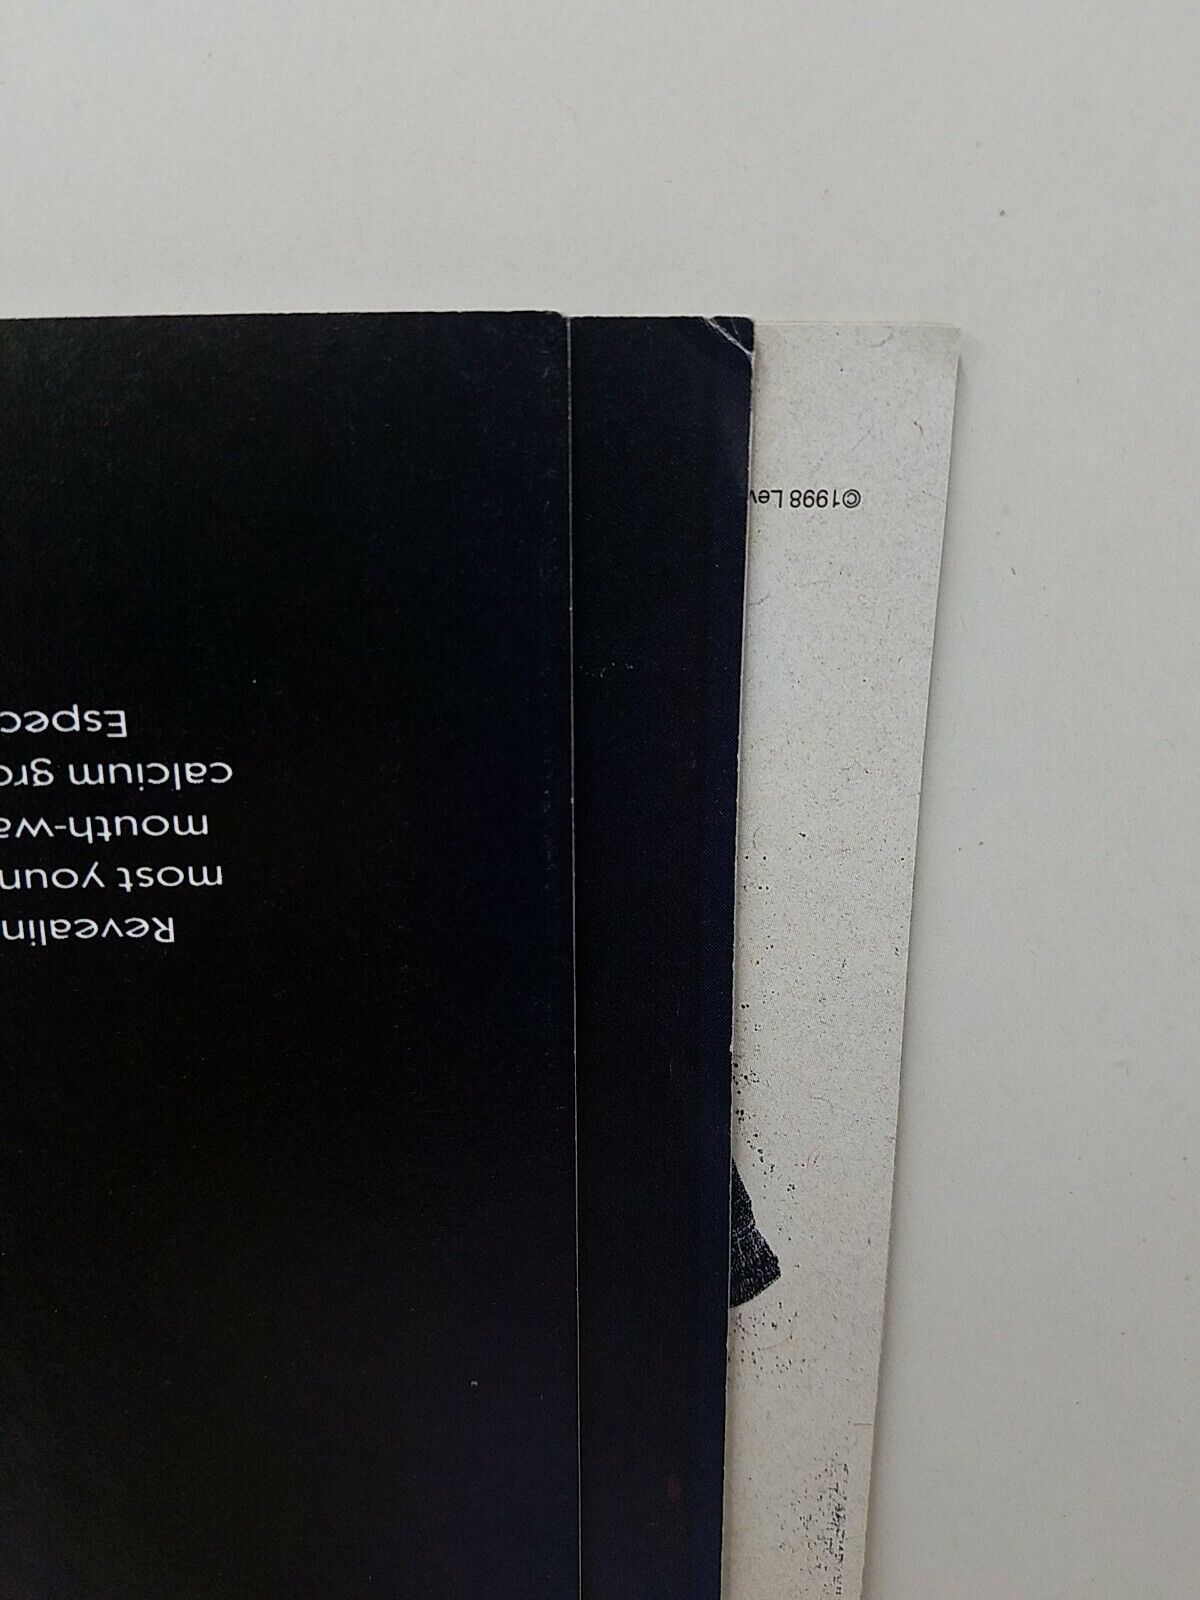 Revealin
most youn
mouth-wa
calcium gro
Espec
©1998 Lev